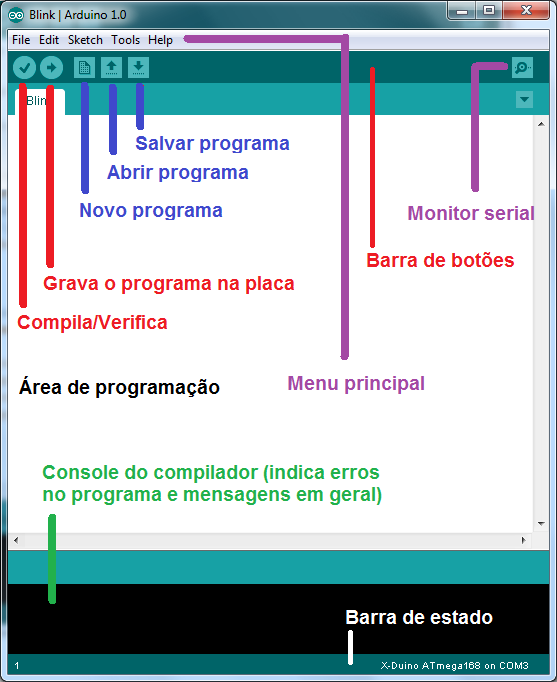 Blink | Arduino 1.0
File Edit Sketch Tools Help
Blink
Salvar programa
Abrir programa
Novo programa
Monitor serial
Barra de botões
Grava o programa na placa
Compila/Verifica
Menu principal
Área de programação
Console do compilador (indica erros
no programa e mensagens em geral)
Barra de estado
1
X-Duino ATmega168 on COM3